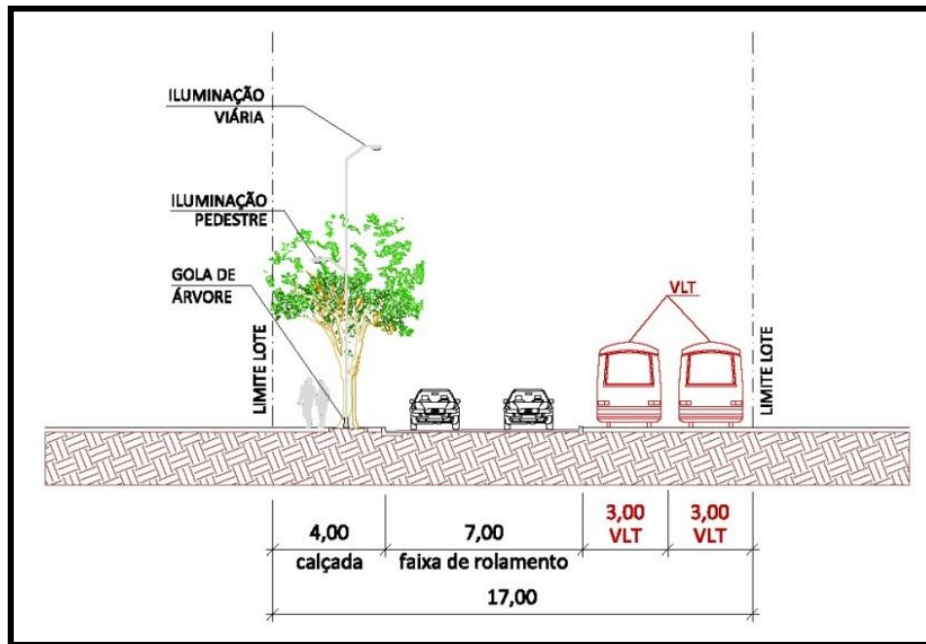 ILUMINAÇÃO
VIÁRIA
ILUMINAÇÃO
PEDESTRE
GOLA DE
ÁRVORE
VLT
LIMITE LOTE
LIMITE LOTE
4,00
calçada
7,00
faixa de rolamento
3,00
VLT
3,00
VLT
17,00